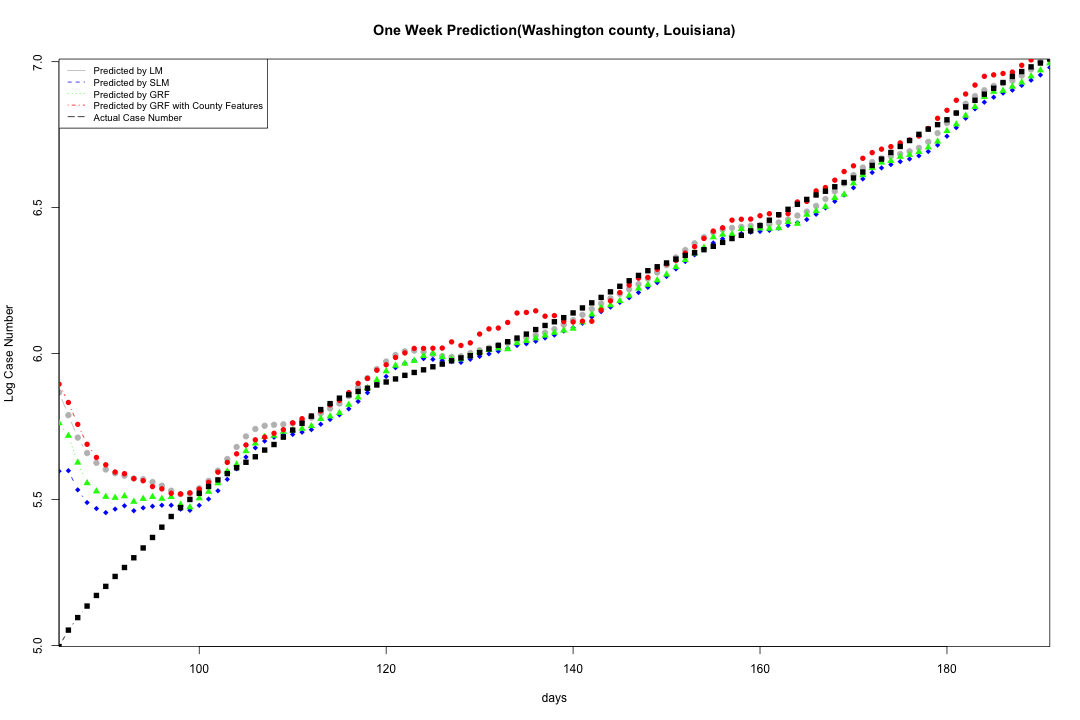 One Week Prediction(Washington county, Louisiana)
Predicted by LM
Predicted by SLM
Predicted by GRF
Predicted by GRF with County Features
Actual Case Number
7.0
6.5
6.0
5.5
5.0
Log Case Number
100 120 140 160 180
days